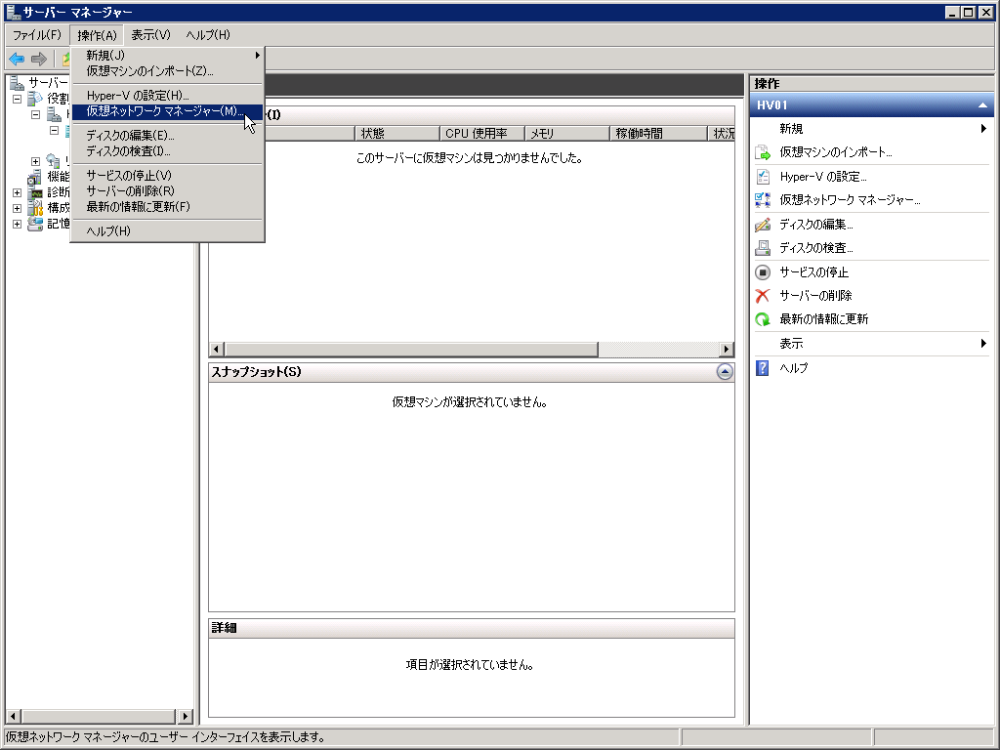 サーバー マネージャー
ファイル(F) 操作(A) 表示(V) ヘルプ(H)
新規(J)
仮想マシンのインポート(Z)...
Hyper-V の設定(H)...
仮想ネットワーク マネージャー(M)...
ディスクの編集(E)...
ディスクの検査(I)...
サービスの停止(V)
サーバーの削除(R)
最新の情報に更新(F)
ヘルプ(H)
サーバー
役割
機能
診断
構成
記憶
(I)
状態 CPU 使用率 メモリ 稼働時間 状況
このサーバーに仮想マシンは見つかりませんでした。
スナップショット(S)
仮想マシンが選択されていません。
詳細
項目が選択されていません。
操作
HV01
新規
仮想マシンのインポート...
Hyper-V の設定...
仮想ネットワーク マネージャー...
ディスクの編集...
ディスクの検査...
サービスの停止
サーバーの削除
最新の情報に更新
表示
ヘルプ
仮想ネットワーク マネージャーのユーザー インターフェイスを表示します。